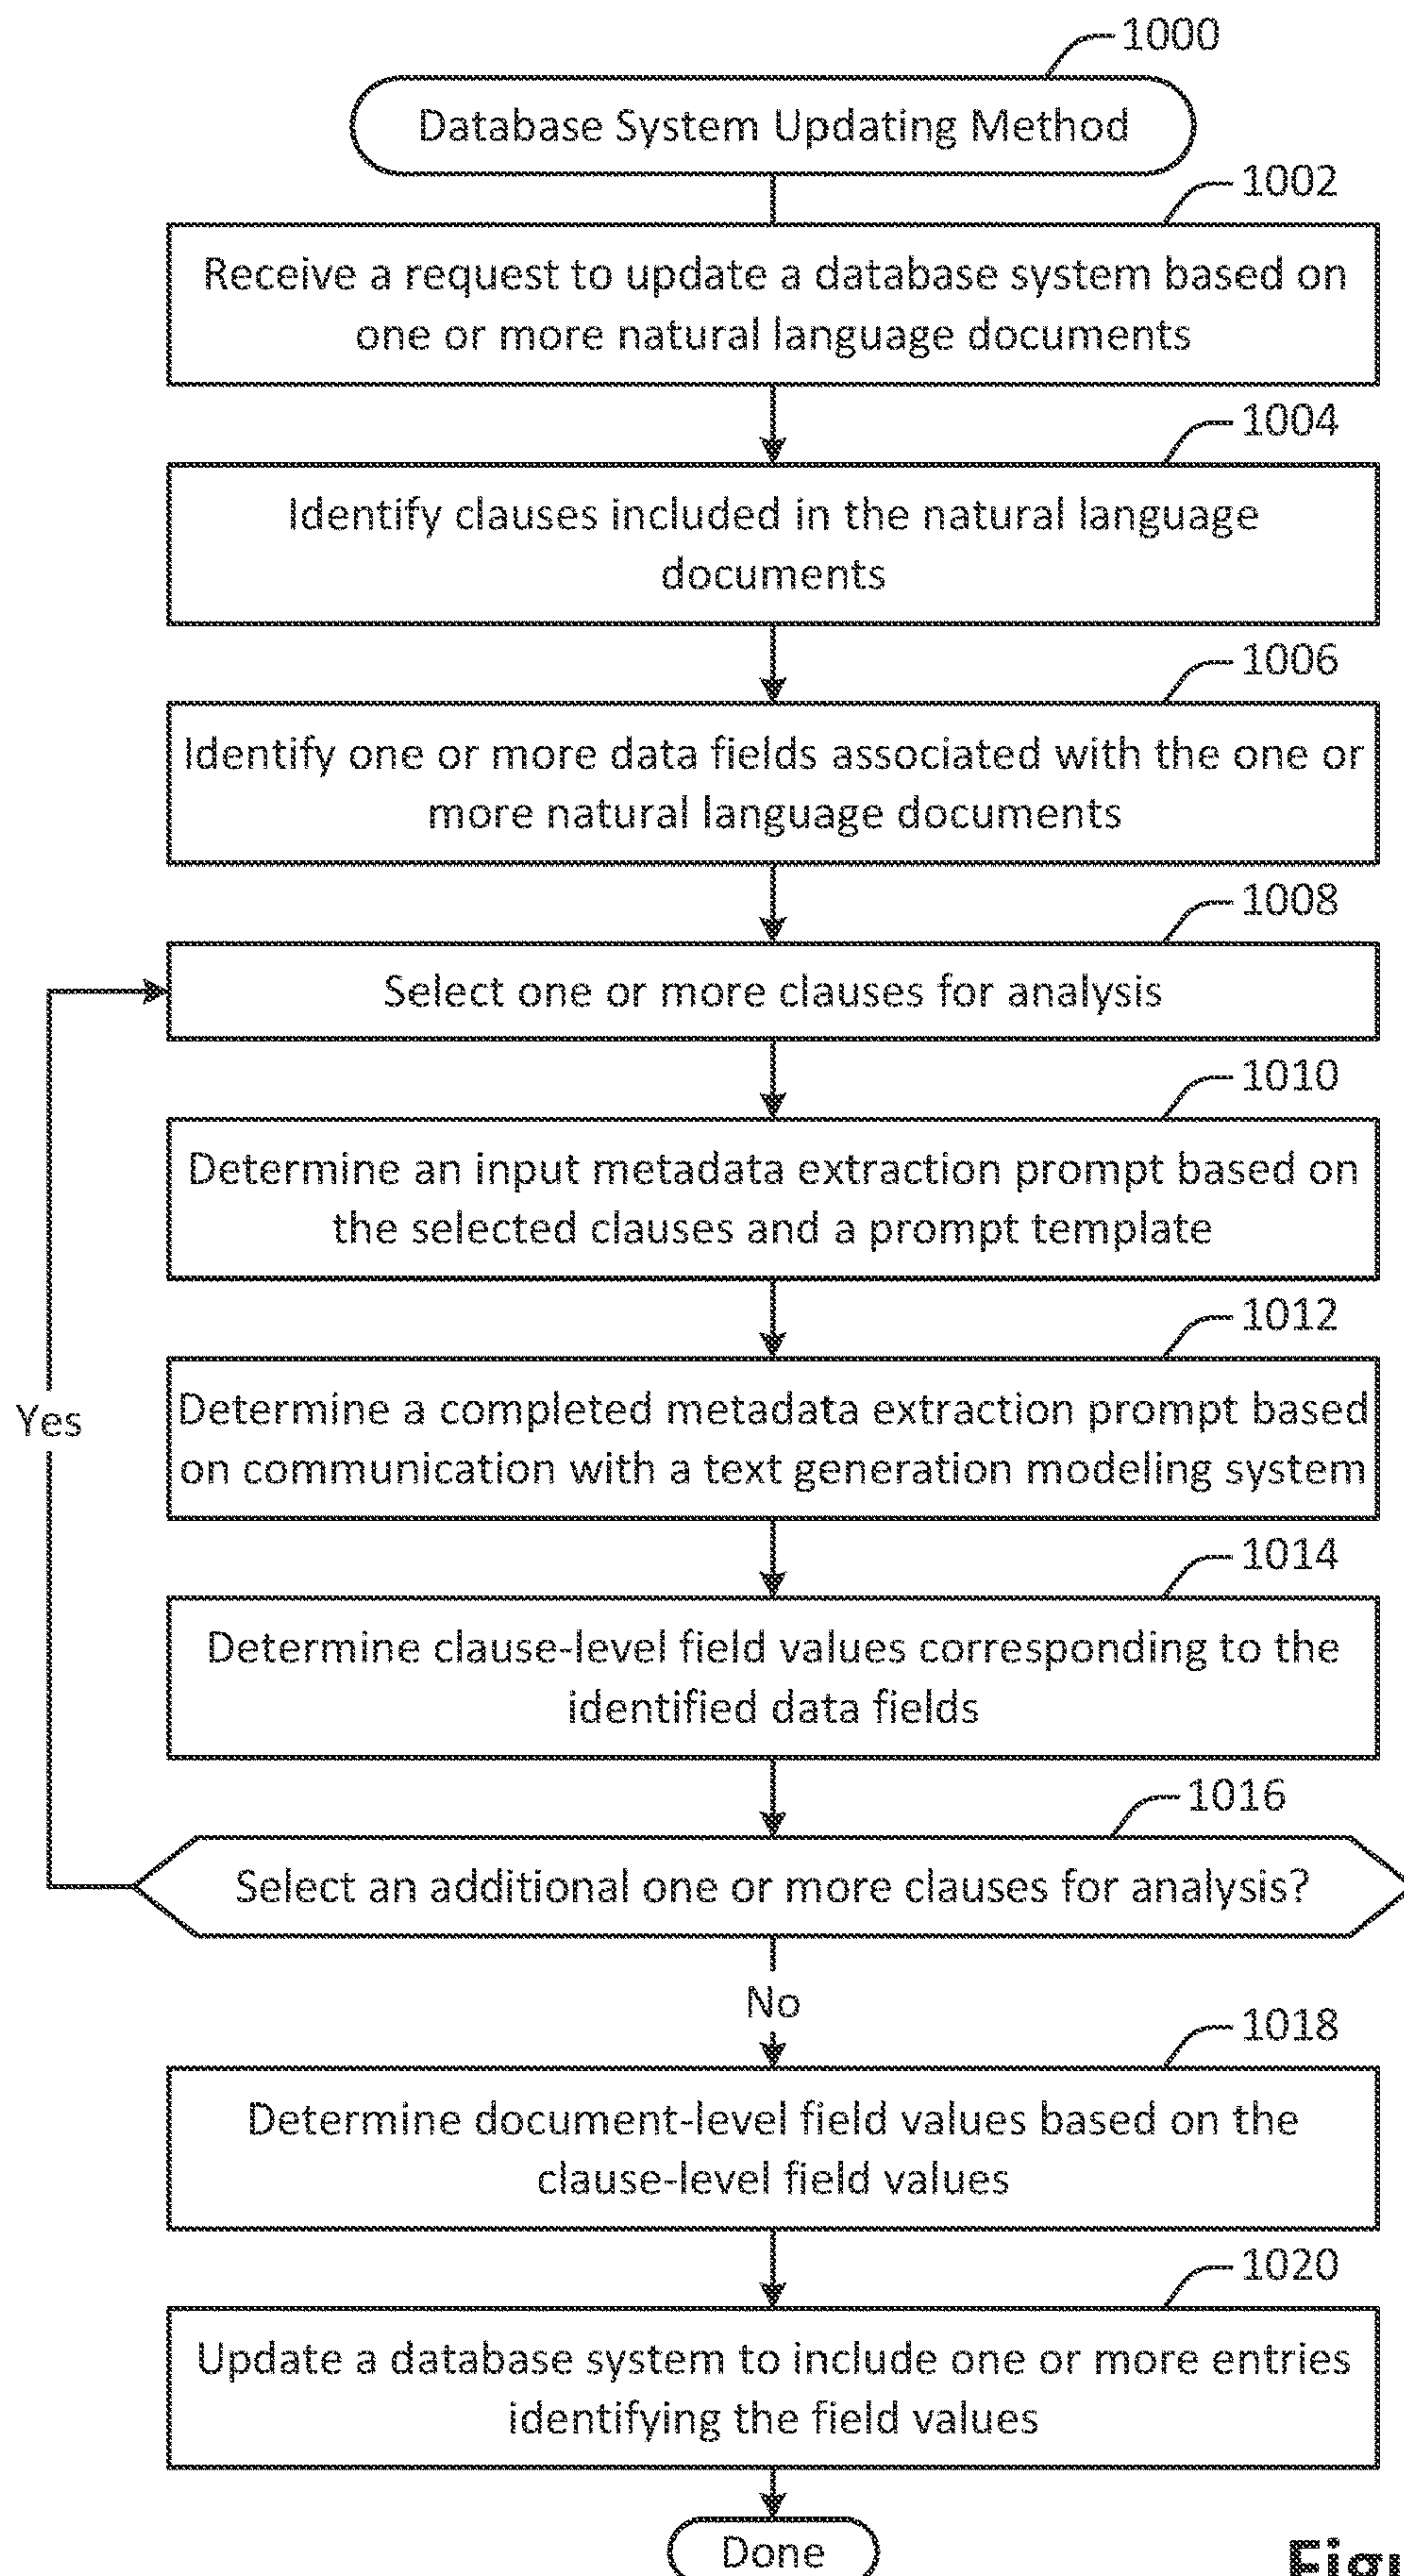 1000
Database System Updating Method
1002
Receive a request to update a database system based on
one or more natural language documents
1004
Identify clauses included in the natural language
documents
1006
Identify one or more data fields associated with the one or
more natural language documents
1008
Select one or more clauses for analysis
1010
Determine an input metadata extraction prompt based on
the selected clauses and a prompt template
1012
Determine a completed metadata extraction prompt based
on communication with a text generation modeling system
Yes
1014
Determine clause-level field values corresponding to the
identified data fields
1016
Select an additional one or more clauses for analysis?
No
1018
Determine document-level field values based on the
clause-level field values
1020
Update a database system to include one or more entries
identifying the field values
Done